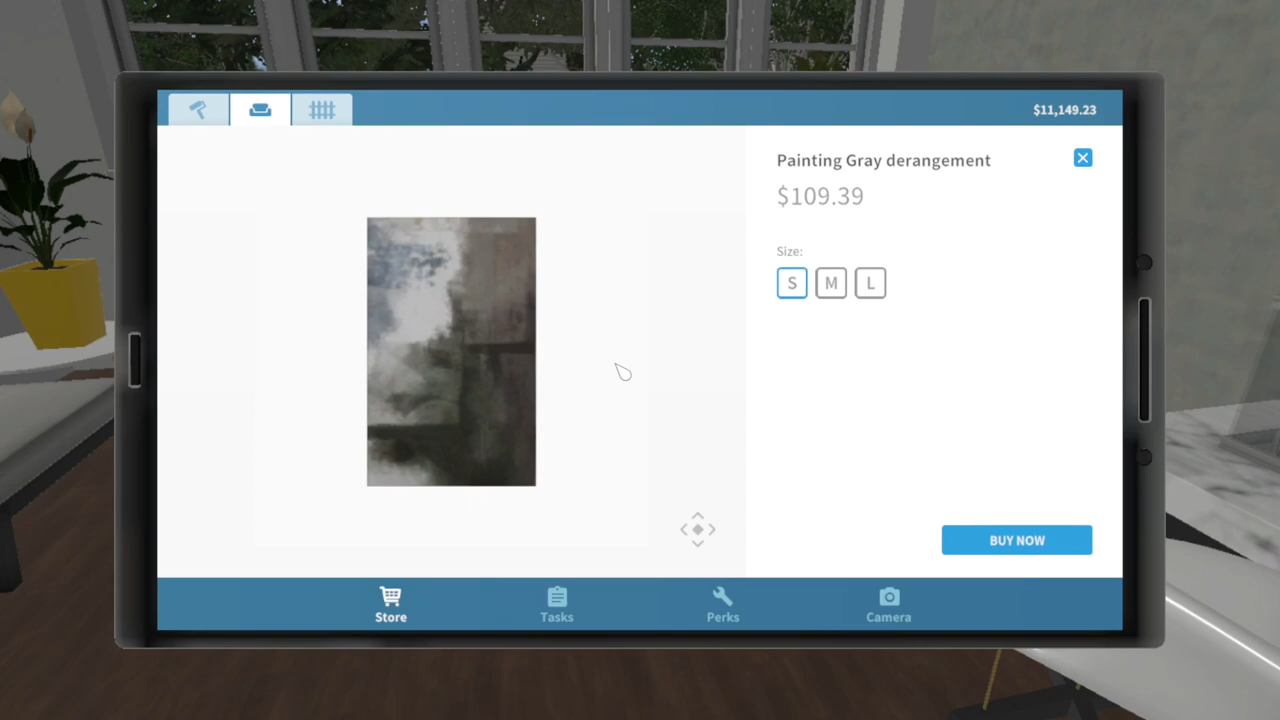 $11,149.23
Painting Gray derangement
$109.39
Size:
S M L
BUY NOW
Store Tasks Perks Camera